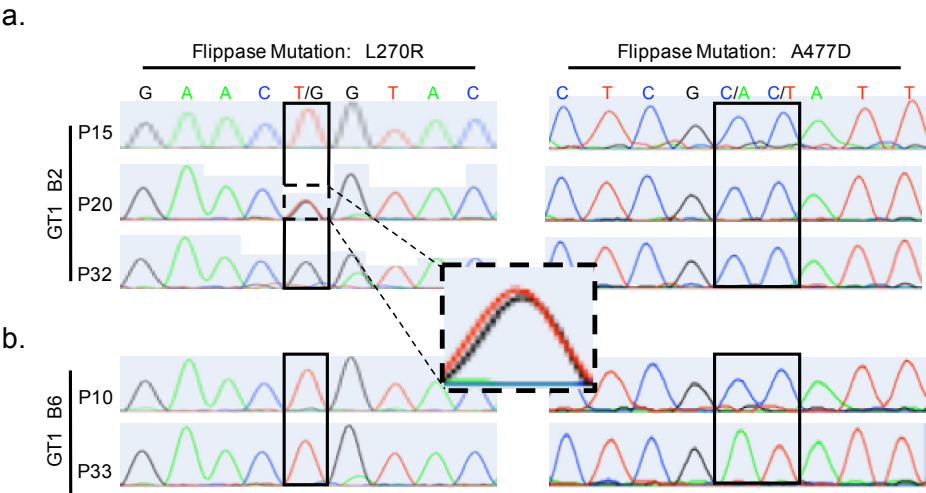 a.
Flippase Mutation: L270R
Flippase Mutation: A477D
G A A C T/G G T A C
C T C G C/A C/T A T T
GT1 B2
P15
P20
P32
b.
GT1 B6
P10
P33